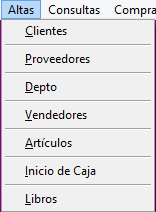 Altas Consultas Compra
Clientes
Proveedores
Depto
Vendedores
Artículos
Inicio de Caja
Libros